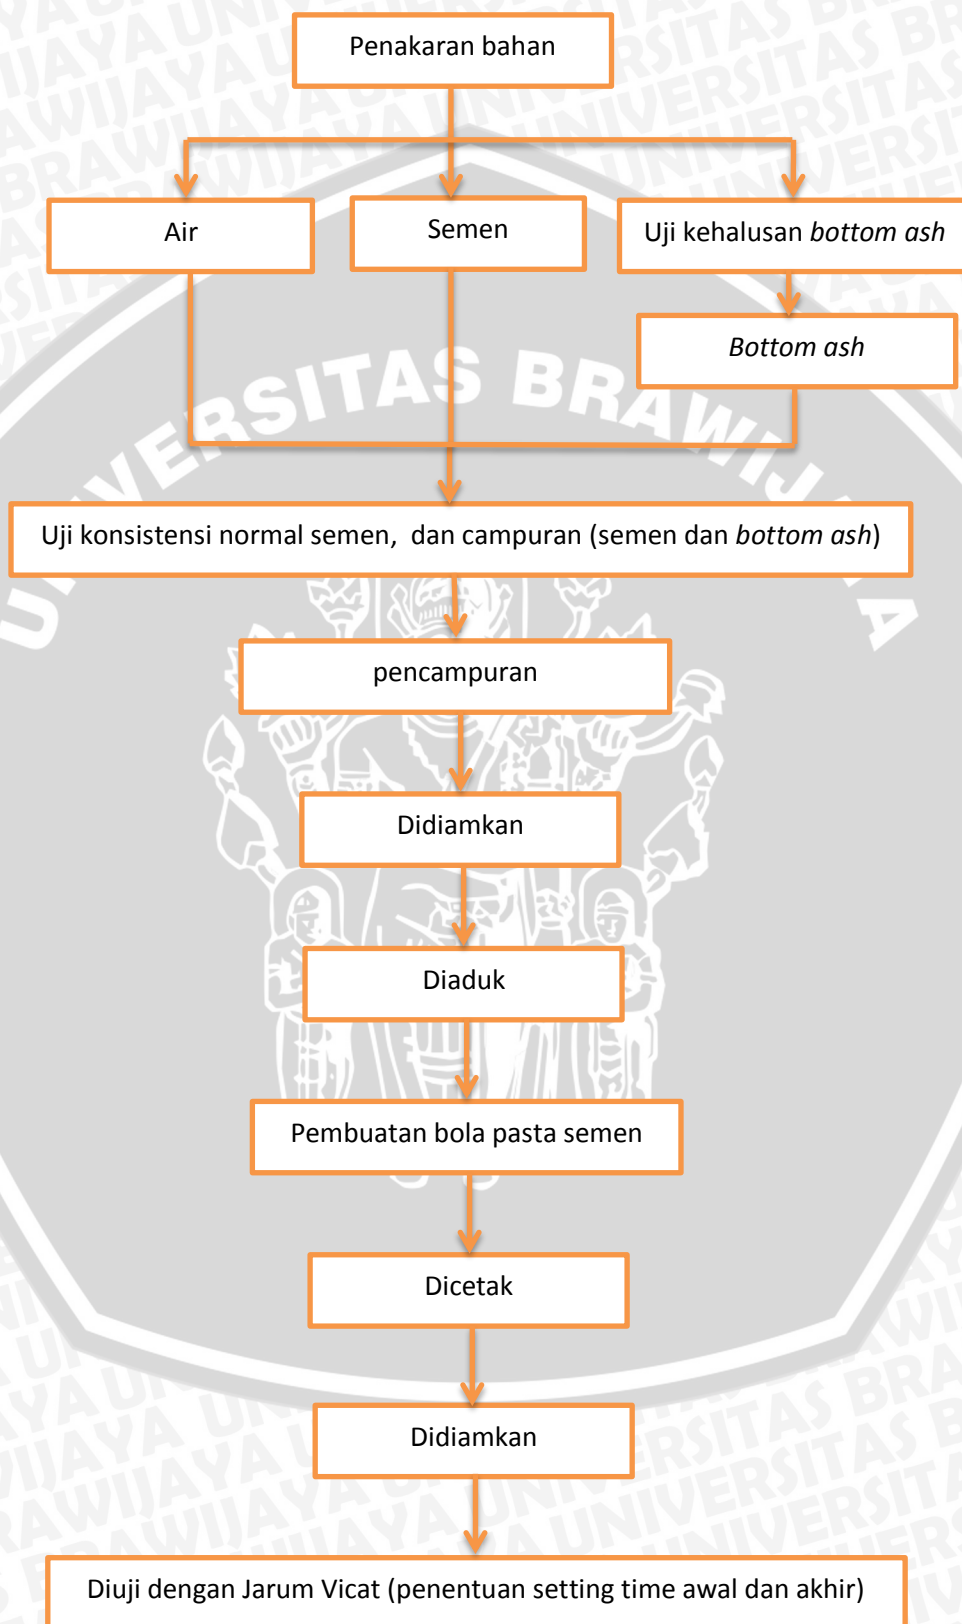 Penakaran bahan
Air
Semen
Uji kehalusan bottom ash
Bottom ash
UNIVERSITAS BRAWIJAYA
Uji konsistensi normal semen,  dan campuran (semen dan bottom ash)
pencampuran
Didiamkan
Diaduk
Pembuatan bola pasta semen
Dicetak
Didiamkan
Diuji dengan Jarum Vicat (penentuan setting time awal dan akhir)